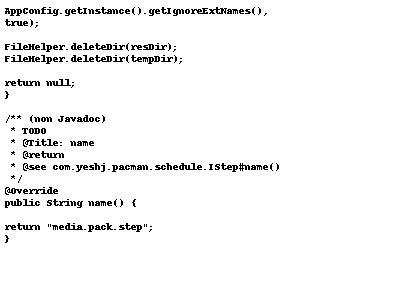 AppConfig.getInstance().getIgnoreExtNames(),
true);
FileHelper.deleteDir(resDir);
FileHelper.deleteDir(tempDir);
return null;
}
/** (non Javadoc)
* TODO
* @Title: name
* @return
* @see com.yeshj.pacman.schedule.IStep#name()
*/
@Override
public String name() {
return "media.pack.step";
}